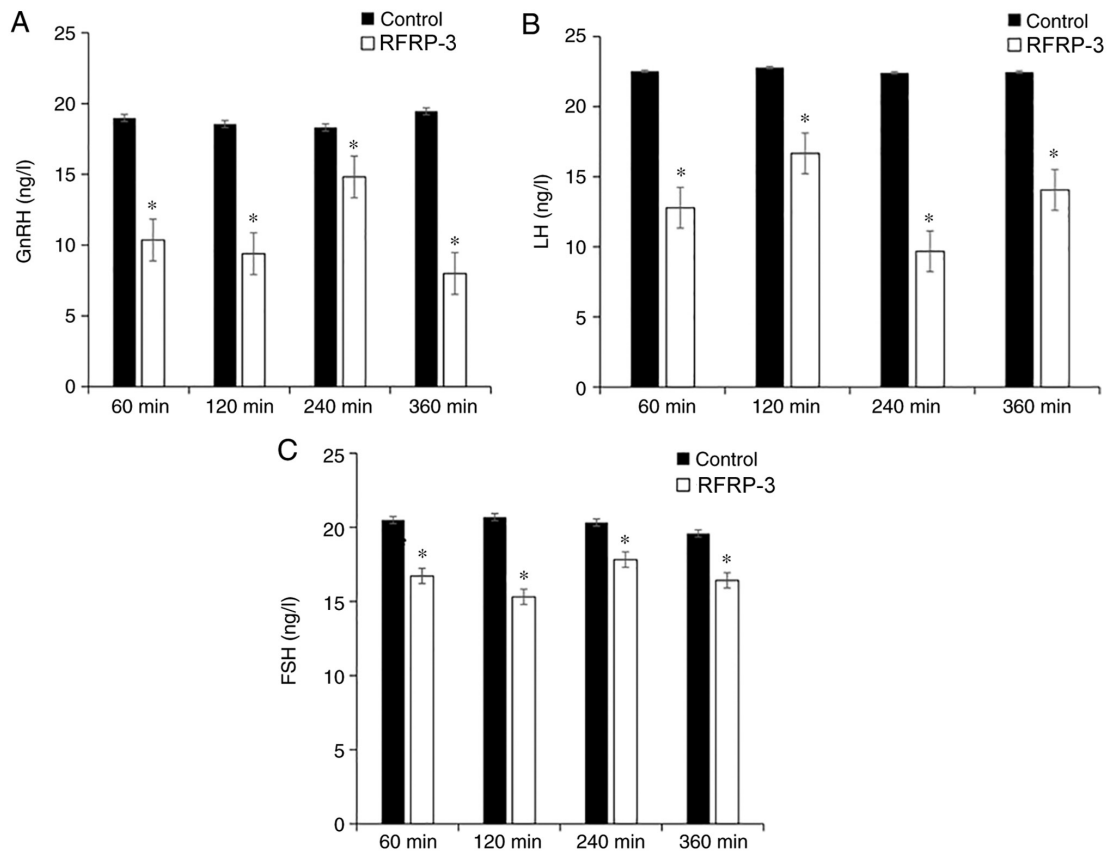 A
Control
RFRP-3
GnRH (ng/l)
25
20
15
10
5
0
*
*
*
*
60 min
120 min
240 min
360 min
B
Control
RFRP-3
LH (ng/l)
25
20
15
10
5
0
*
*
*
*
60 min
120 min
240 min
360 min
C
Control
RFRP-3
FSH (ng/l)
25
20
15
10
5
0
*
*
*
*
60 min
120 min
240 min
360 min